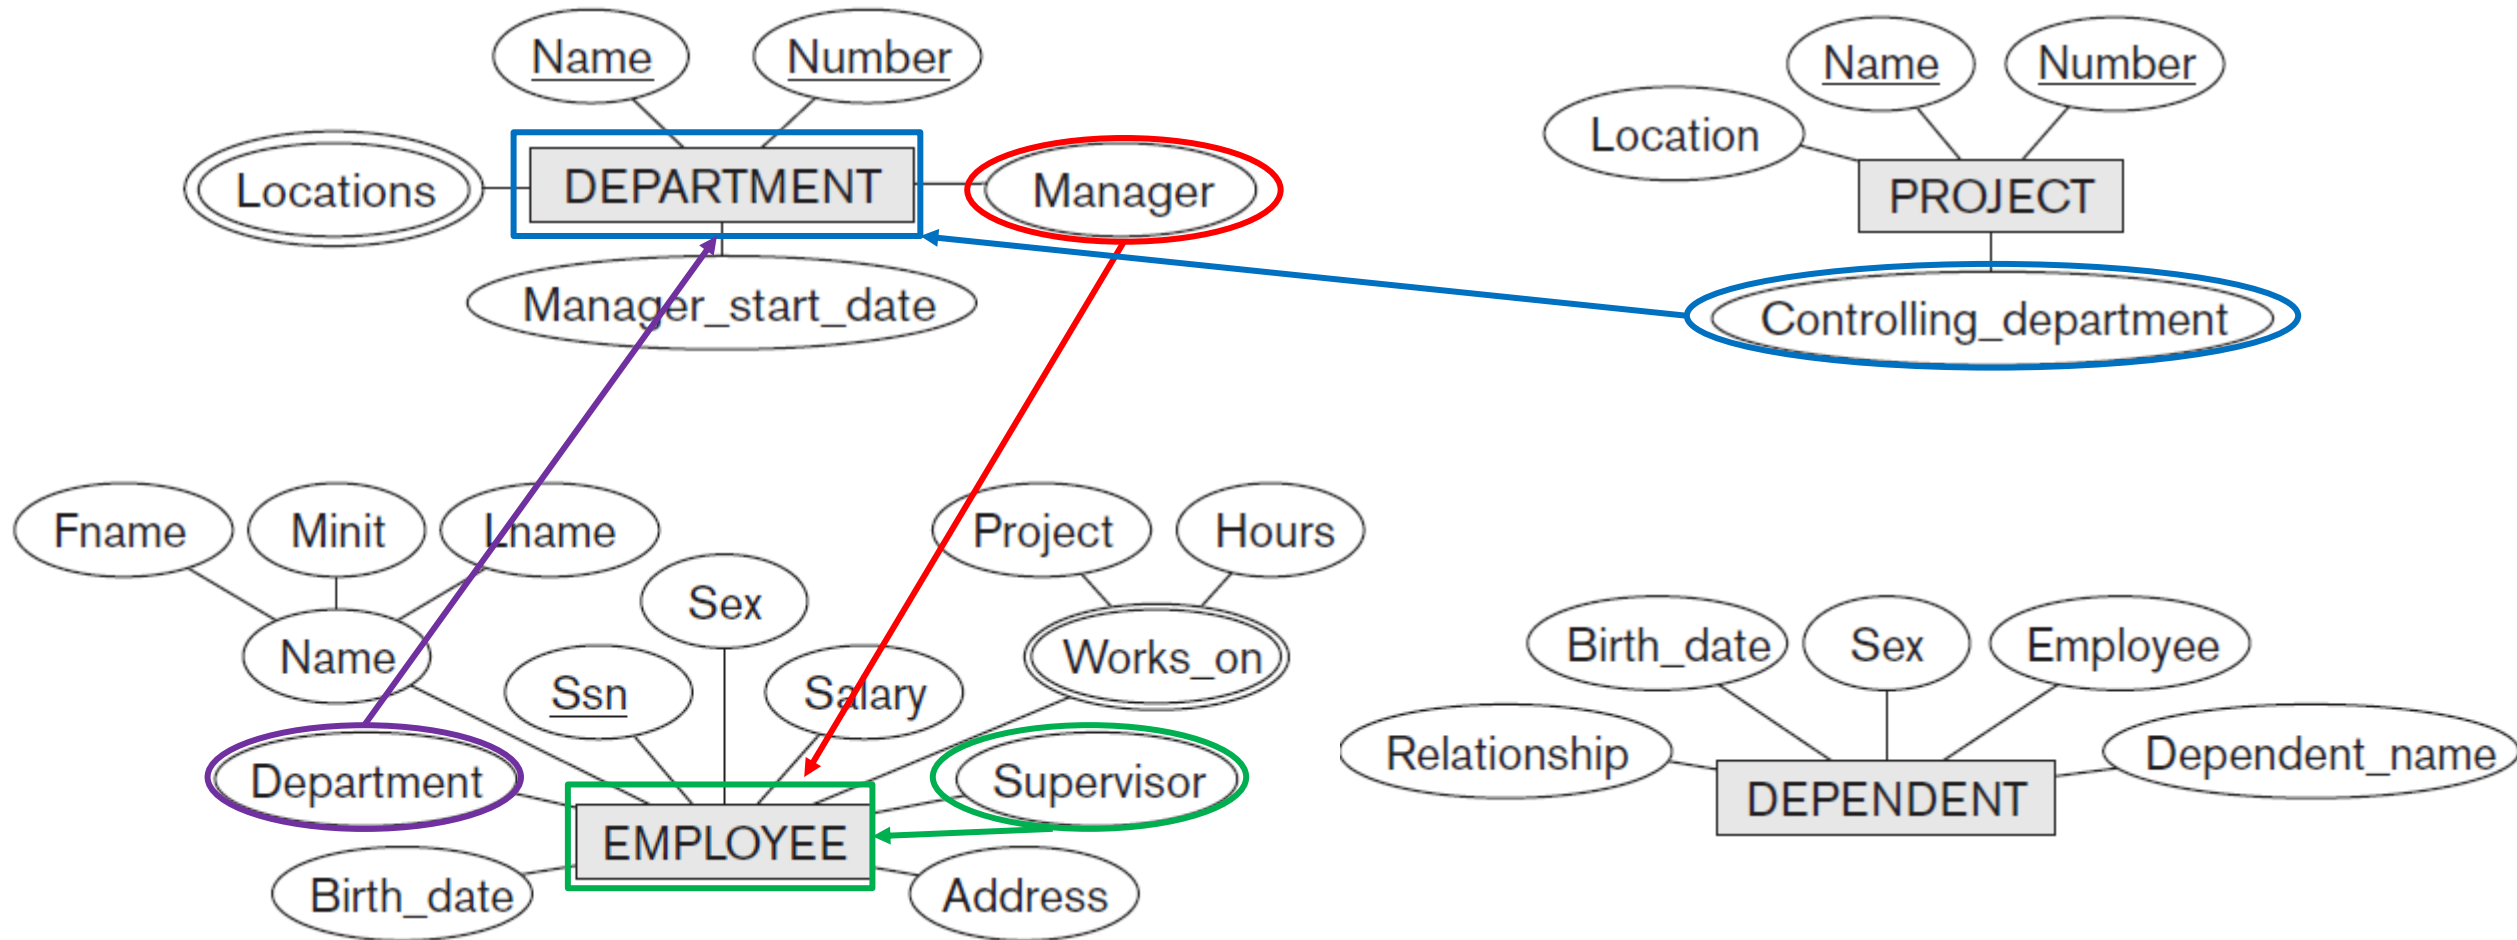 Name
Number
Locations
DEPARTMENT
Manager
Manager_start_date
Name
Number
Location
PROJECT
Controlling_department
Fname
Minit
Lname
Name
Sex
Ssn
Salary
Project
Hours
Works_on
Department
Supervisor
EMPLOYEE
Birth_date
Address
Birth_date
Sex
Employee
Relationship
Dependent_name
DEPENDENT